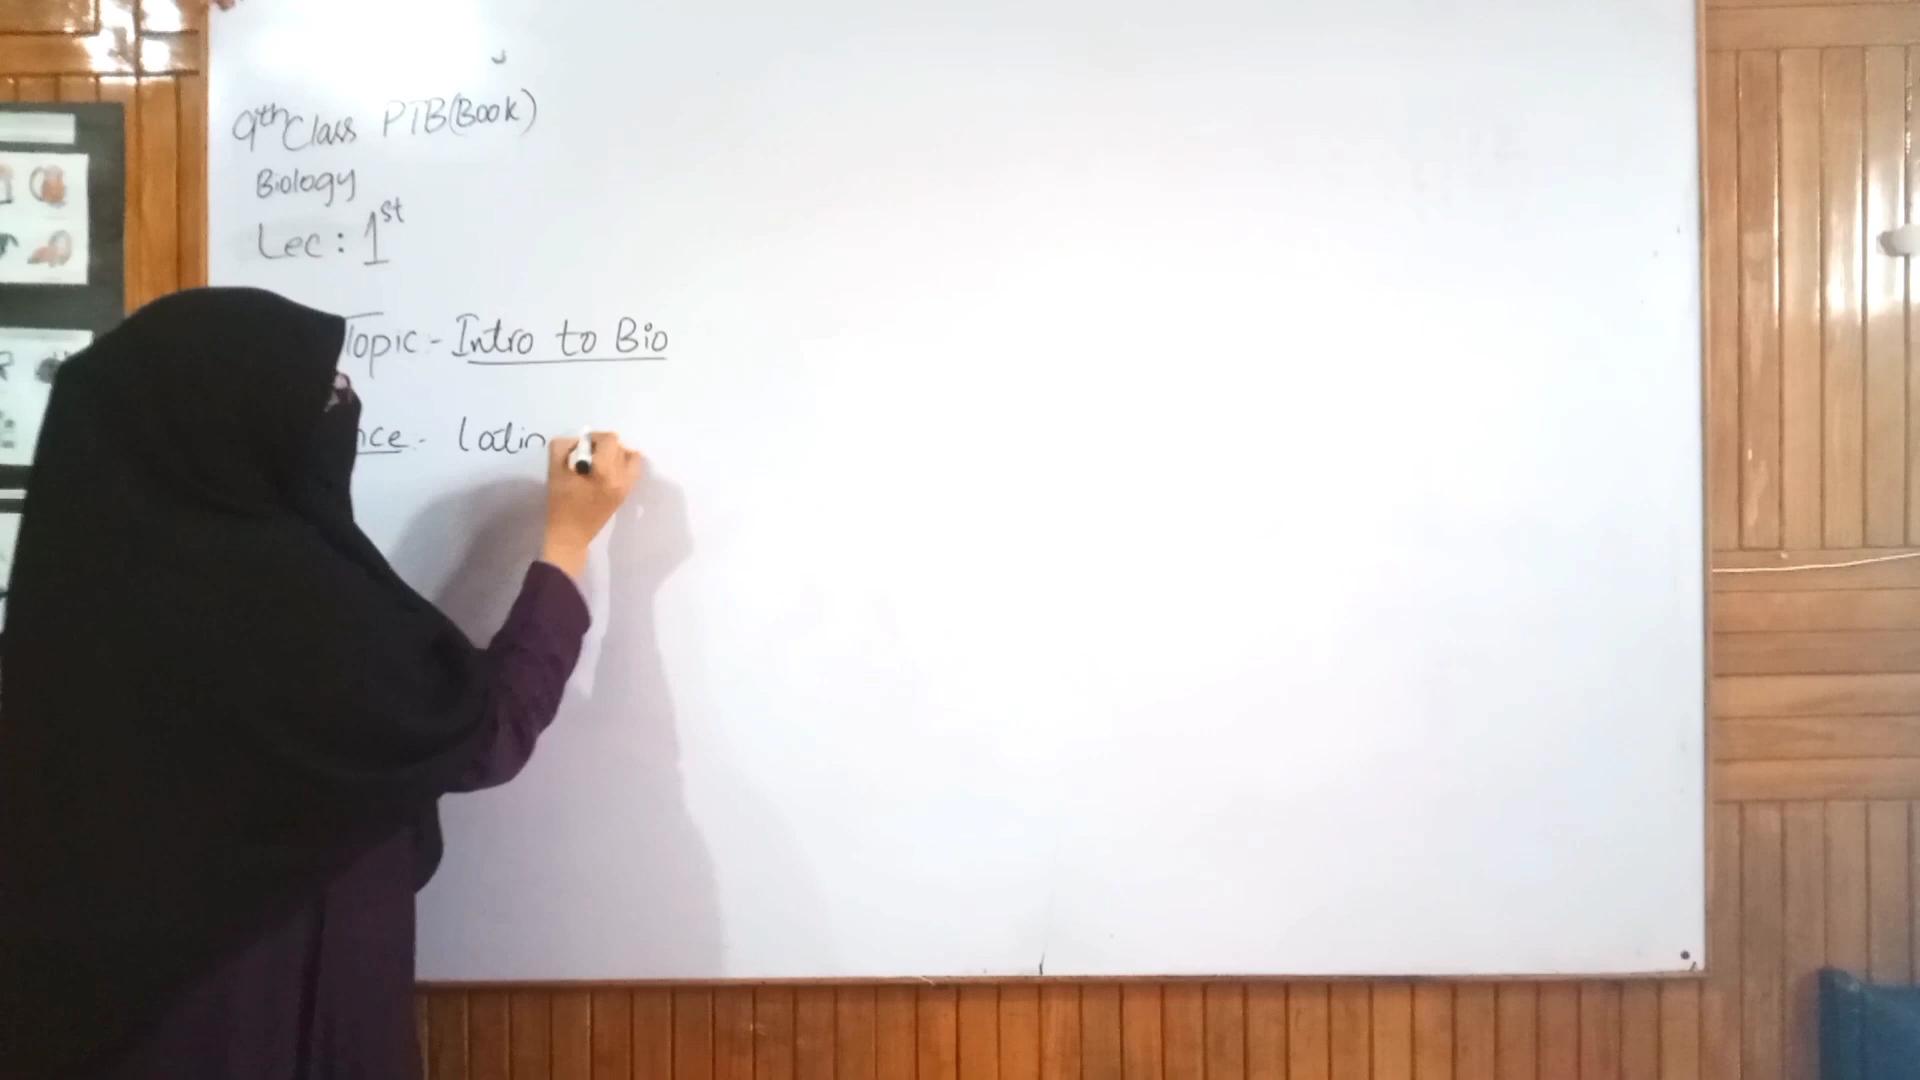 9th Class PTB (Book)
Biology
Lec : 1st
Topic - Intro to Bio
nce - latin